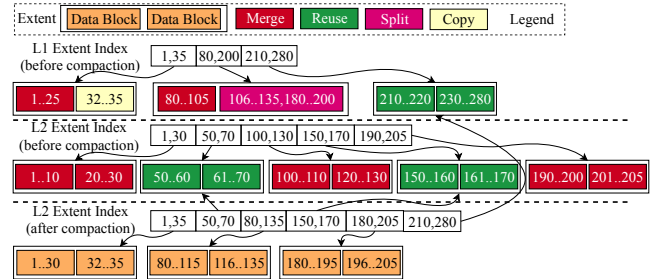 Extent Data Block Data Block Merge Reuse Split Copy Legend
L1 Extent Index
(before compaction)
1,35 80,200 210,280
1..25 32..35 80..105 106..135,180..200 210..220 230..280
L2 Extent Index
(before compaction)
1,30 50,70 100,130 150,170 190,205
1..10 20..30 50..60 61..70 100..110 120..130 150..160 161..170 190..200 201..205
L2 Extent Index
(after compaction)
1,35 50,70 80,135 150,170 180,205 210,280
1..30 32..35 80..115 116..135 180..195 196..205